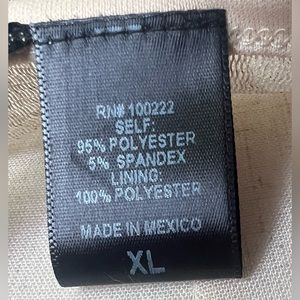 RN# 100222
SELF:
95% POLYESTER
5% SPANDEX
LINING:
100% POLYESTER
MADE IN MEXICO
XL